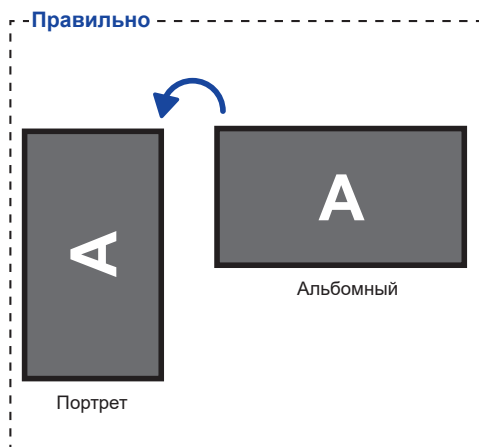 Правильно
A
A
Альбомный
Портрет